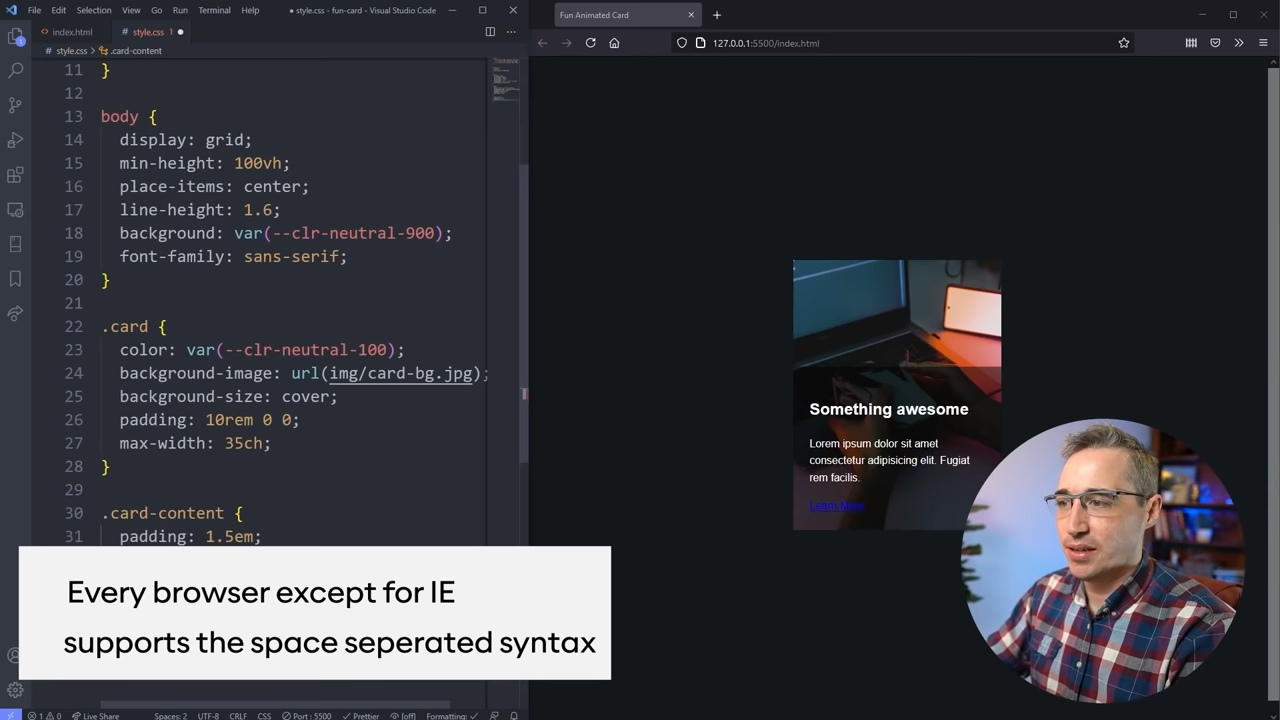 File Edit Selection View Go Run Terminal Help
● style.css - fun-card - Visual Studio Code
index.html
style.css 1 ●
style.css > .card-content
11 }
12
13 body {
14 display: grid;
15 min-height: 100vh;
16 place-items: center;
17 line-height: 1.6;
18 background: var(--clr-neutral-900);
19 font-family: sans-serif;
20 }
21
22 .card {
23 color: var(--clr-neutral-100);
24 background-image: url(img/card-bg.jpg);
25 background-size: cover;
26 padding: 10rem 0 0;
27 max-width: 35ch;
28 }
29
30 .card-content {
31 padding: 1.5em;
Every browser except for IE
supports the space seperated syntax
1 0 Live Share Spaces: 2 UTF-8 CRLF CSS Port : 5500 Prettier [off] Formatting:
Fun Animated Card
127.0.0.1:5500/index.html
Something awesome
Lorem ipsum dolor sit amet
consectetur adipisicing elit. Fugiat
rem facilis.
Learn More